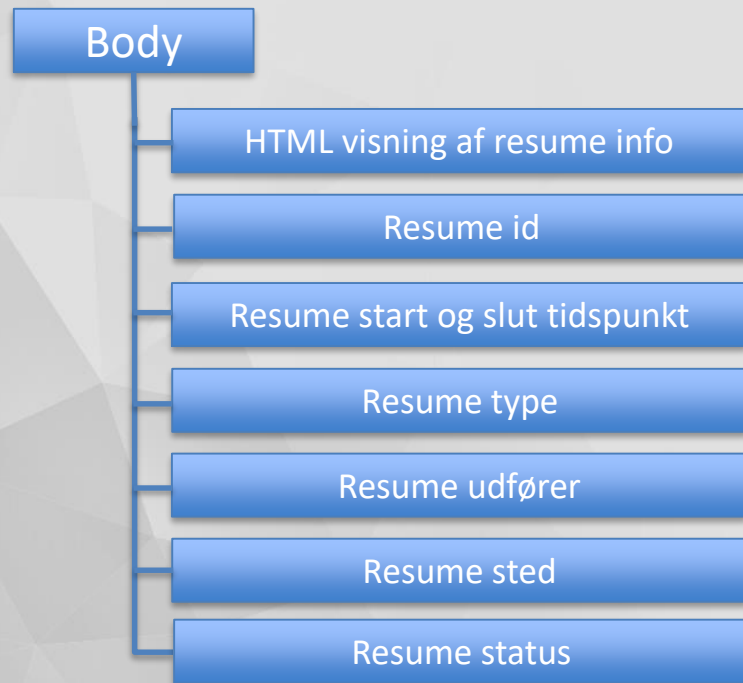 Body
HTML visning af resume info
Resume id
Resume start og slut tidspunkt
Resume type
Resume udfører
Resume sted
Resume status